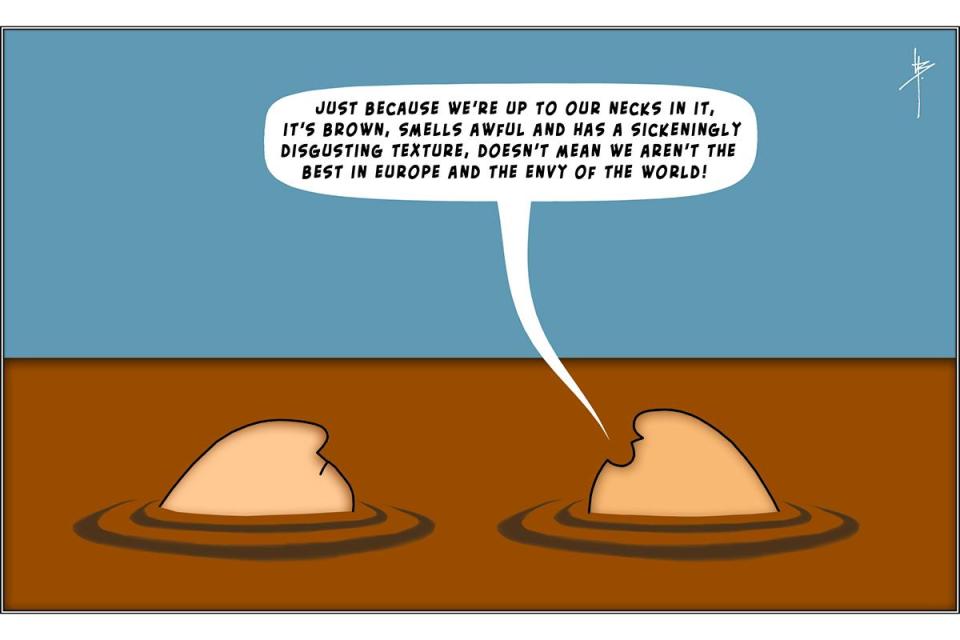 JUST BECAUSE WE'RE UP TO OUR NECKS IN IT,
IT'S BROWN, SMELLS AWFUL AND HAS A SICKENINGLY
DISGUSTING TEXTURE, DOESN'T MEAN WE AREN'T THE
BEST IN EUROPE AND THE ENVY OF THE WORLD!